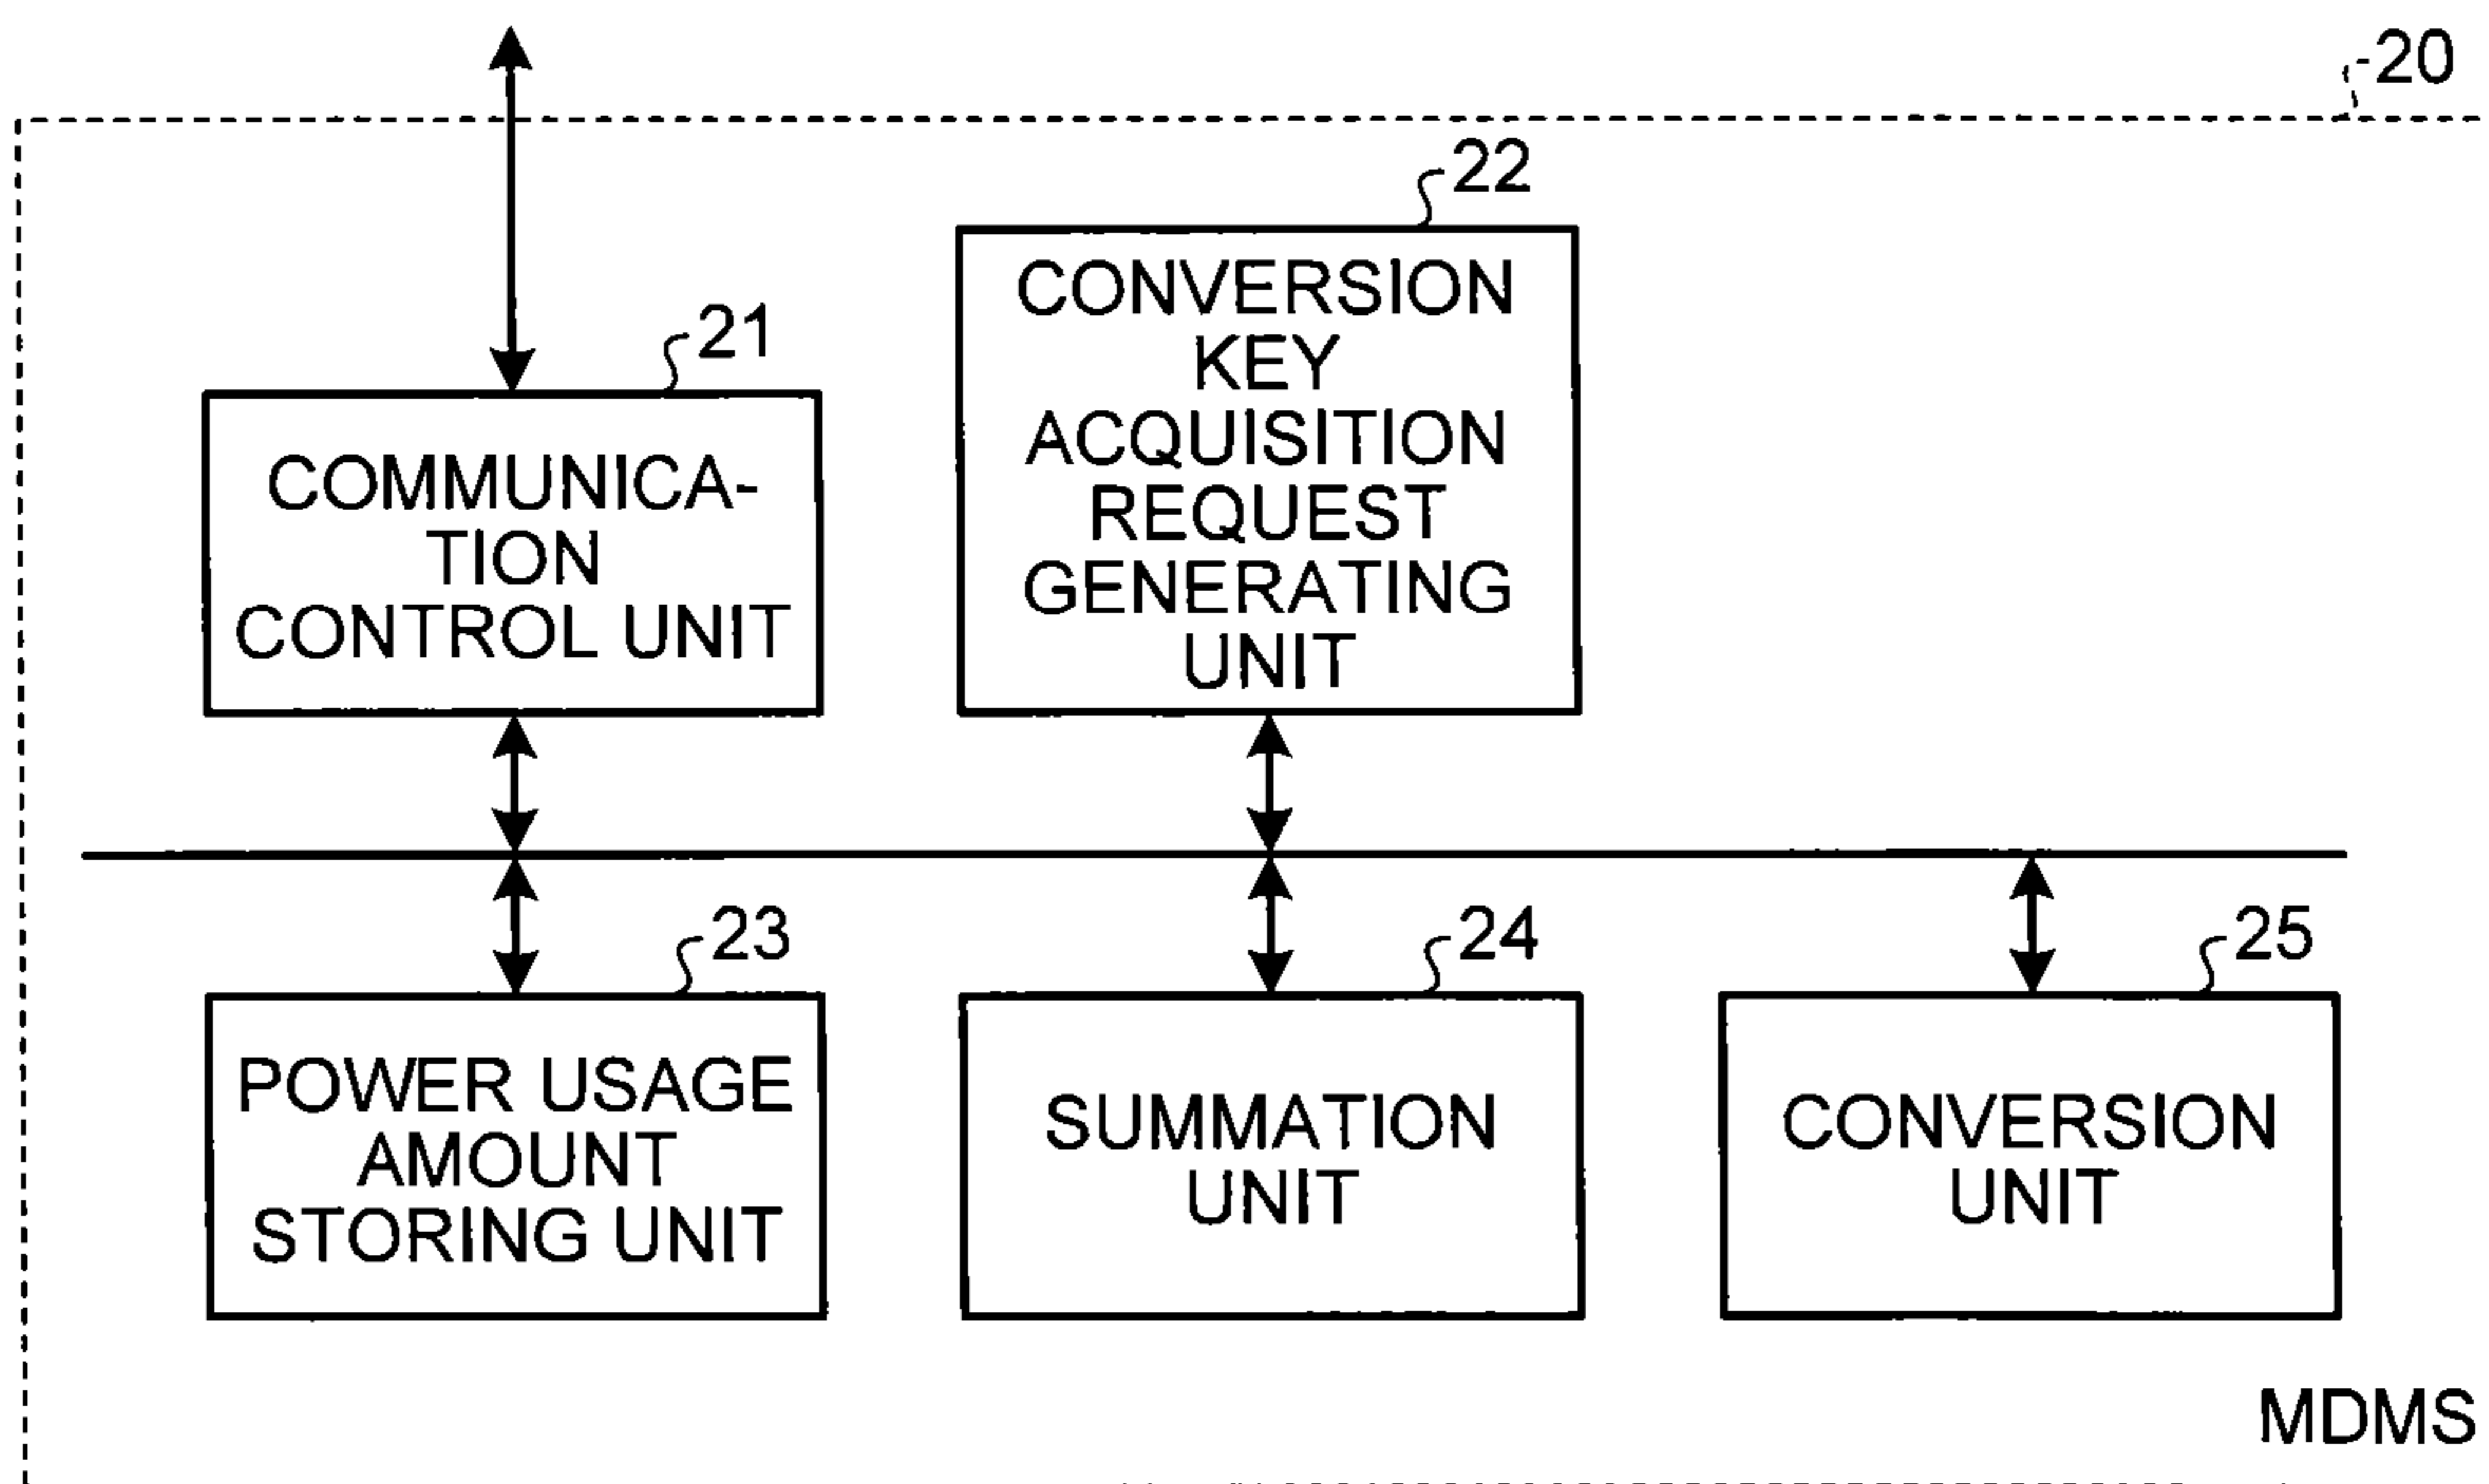 20
22
CONVERSION
KEY
ACQUISITION
REQUEST
GENERATING
UNIT
21
COMMUNICA-
TION
CONTROL UNIT
23
POWER USAGE
AMOUNT
STORING UNIT
24
SUMMATION
UNIT
25
CONVERSION
UNIT
MDMS